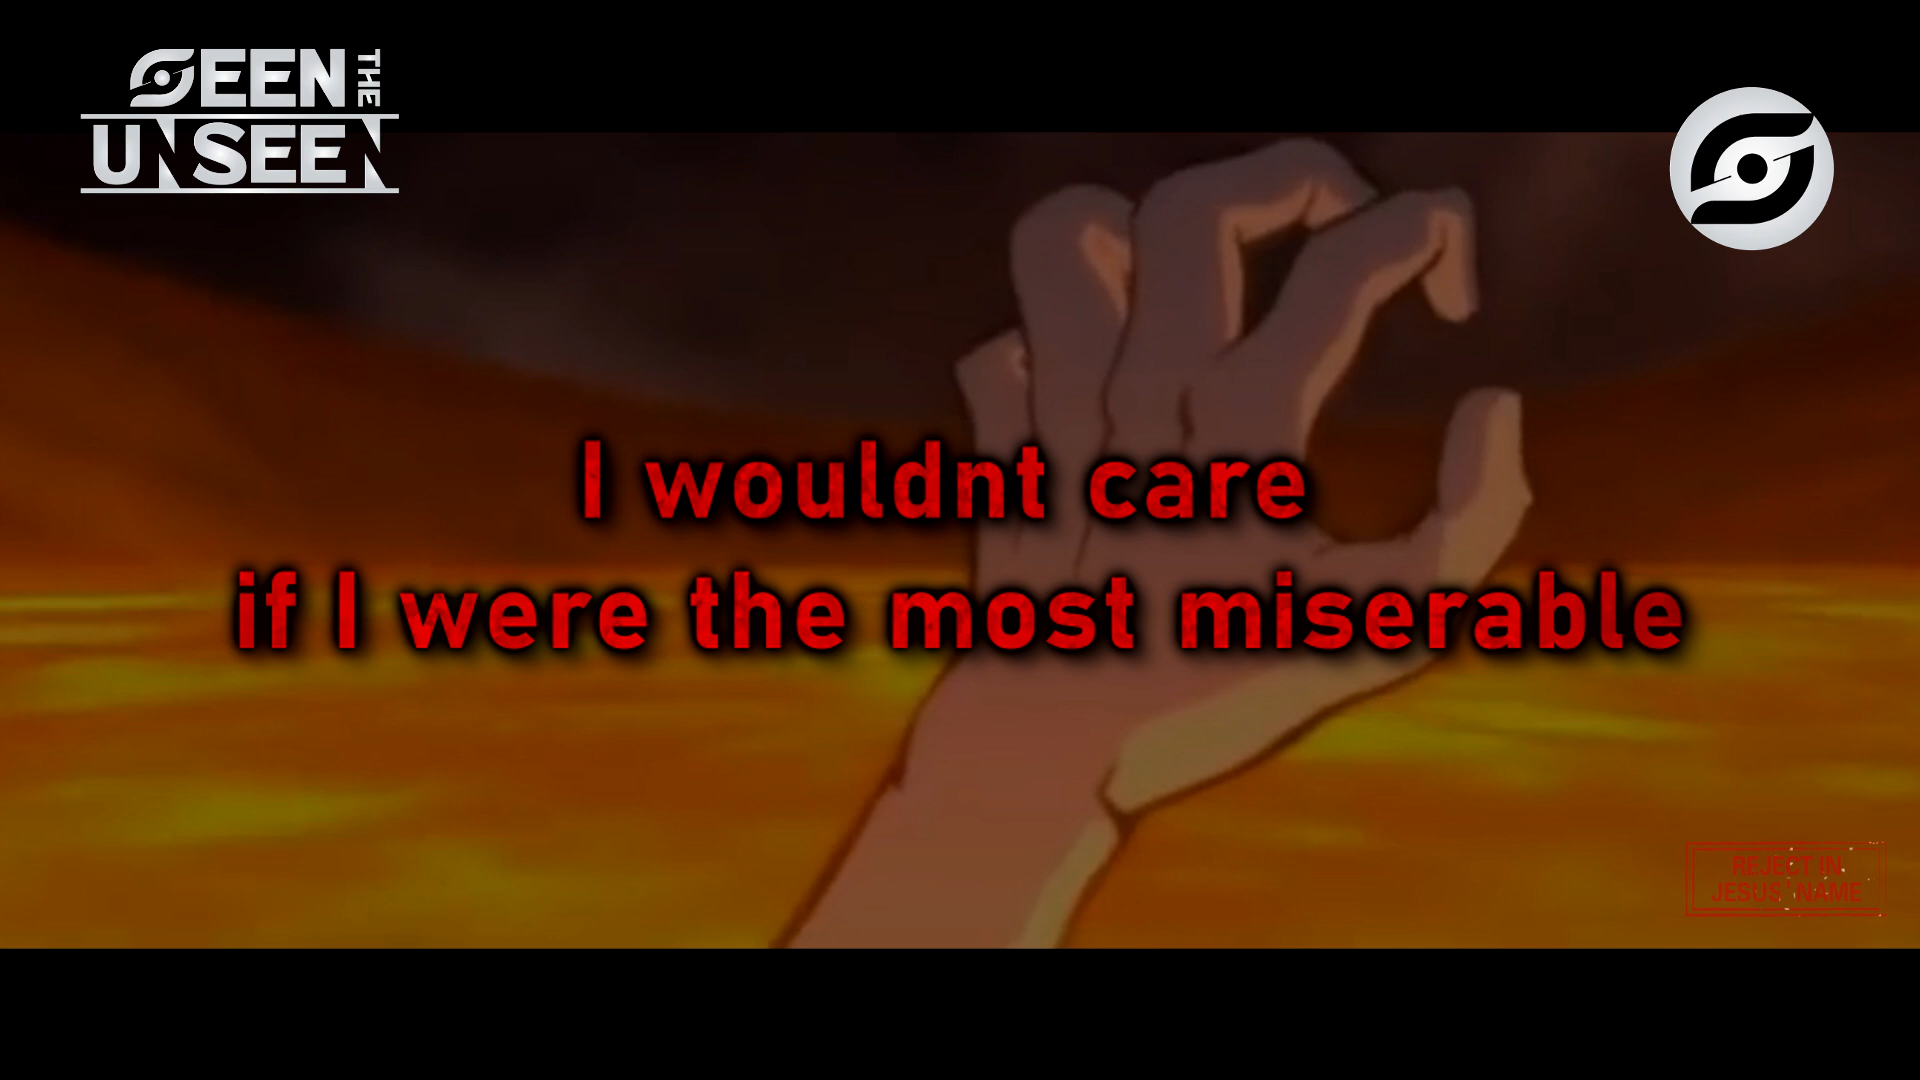 SEEN THE
UNSEEN
I wouldnt care
if I were the most miserable
REJECT IN
JESUS' NAME